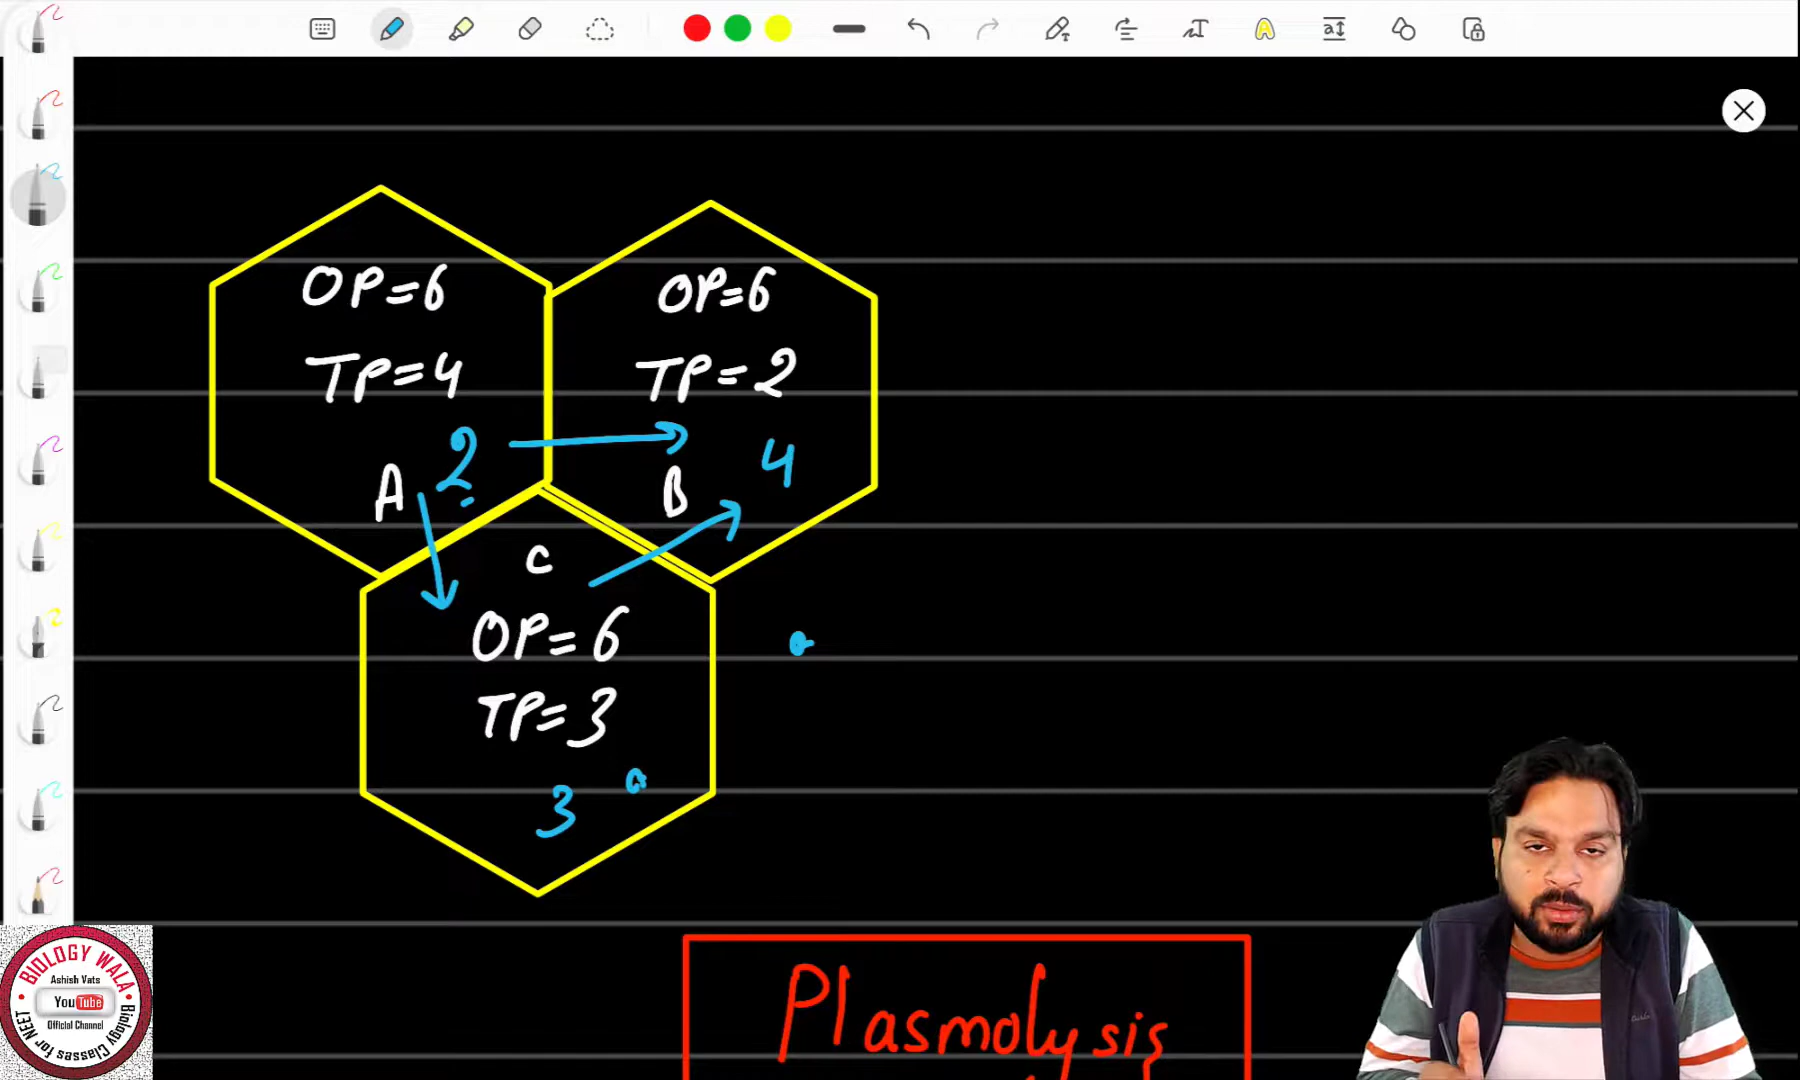 OP=6
TP=4
2
A
OP=6
TP=2
4
B
C
OP=6
TP=3
3
Plasmolysis
BIOLOGY WALA
Ashish Vats
YouTube
Official Channel
Biology Classes for NEET